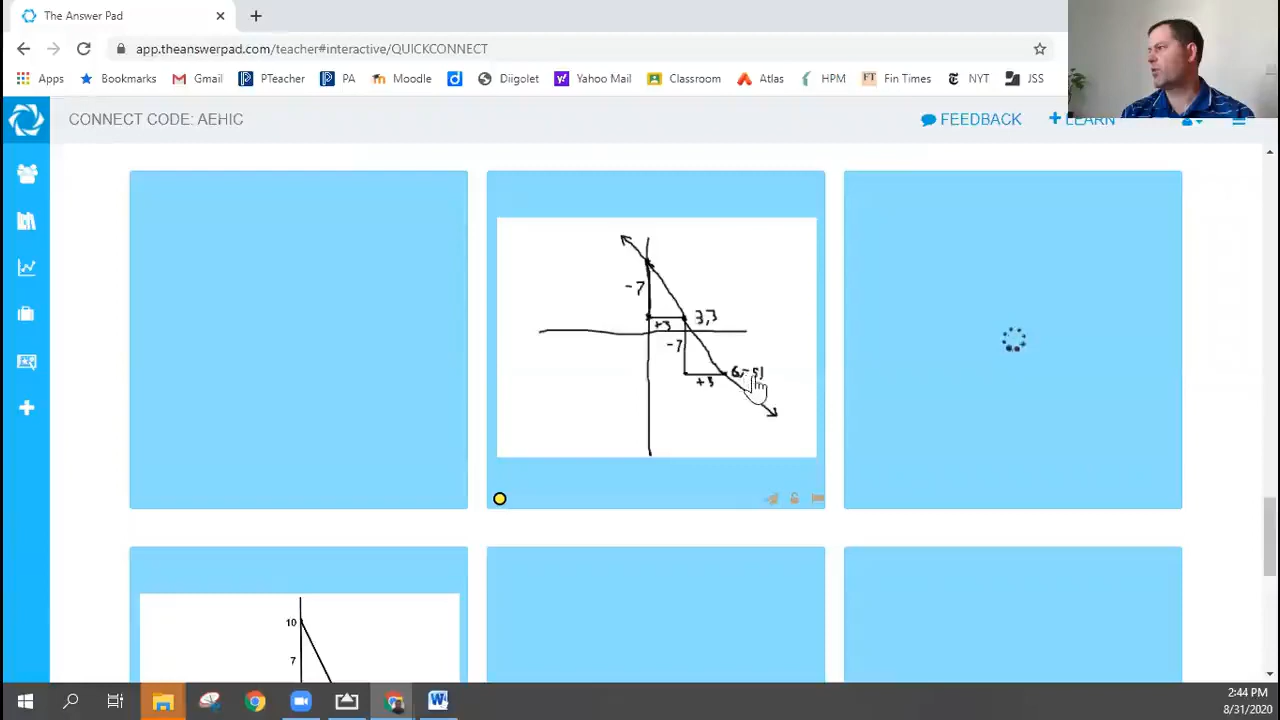 The Answer Pad
app.theanswerpad.com/teacher#interactive/QUICKCONNECT
Apps Bookmarks Gmail PTeacher PA Moodle Diigolet Yahoo Mail Classroom Atlas HPM Fin Times NYT JSS
CONNECT CODE: AEHIC
FEEDBACK
LEARN
-7
+3
3,3
-7
+3
10
7
2:44 PM
8/31/2020